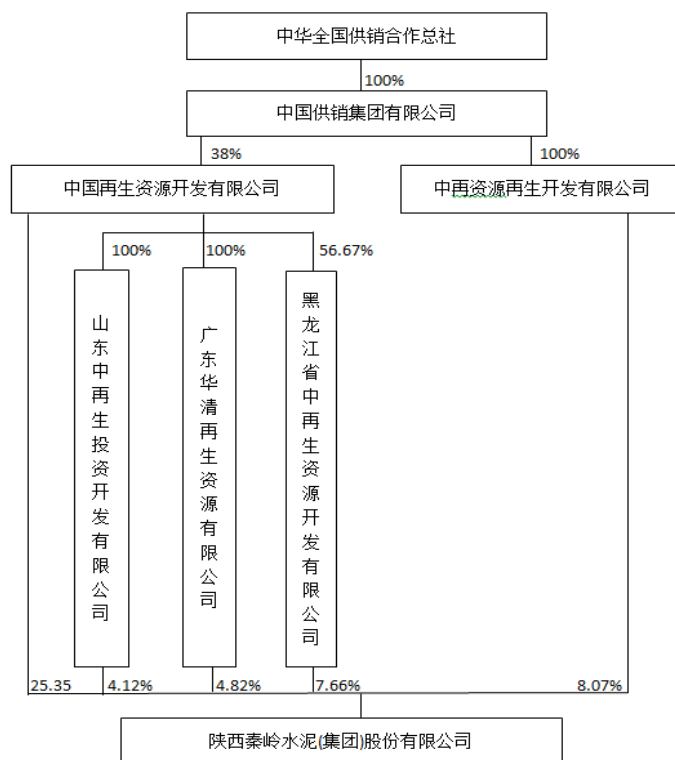 中华全国供销合作总社
100%
中国供销集团有限公司
38%
100%
中国再生资源开发有限公司
中再资源再生开发有限公司
100%
100%
56.67%
山东中再生投资开发有限公司
广东华清再生资源有限公司
黑龙江省中再生资源开发有限公司
25.35
4.12%
4.82%
7.66%
8.07%
陕西秦岭水泥(集团)股份有限公司